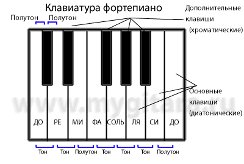 Клавиатура фортепиано
Дополнительные
клавиши
(хроматические)
Полутон Полутон
Основные
клавиши
(диатонические)
ДО РЕ МИ ФА СОЛЬ ЛЯ СИ ДО
Тон Тон Полутон Тон Тон Тон Полутон